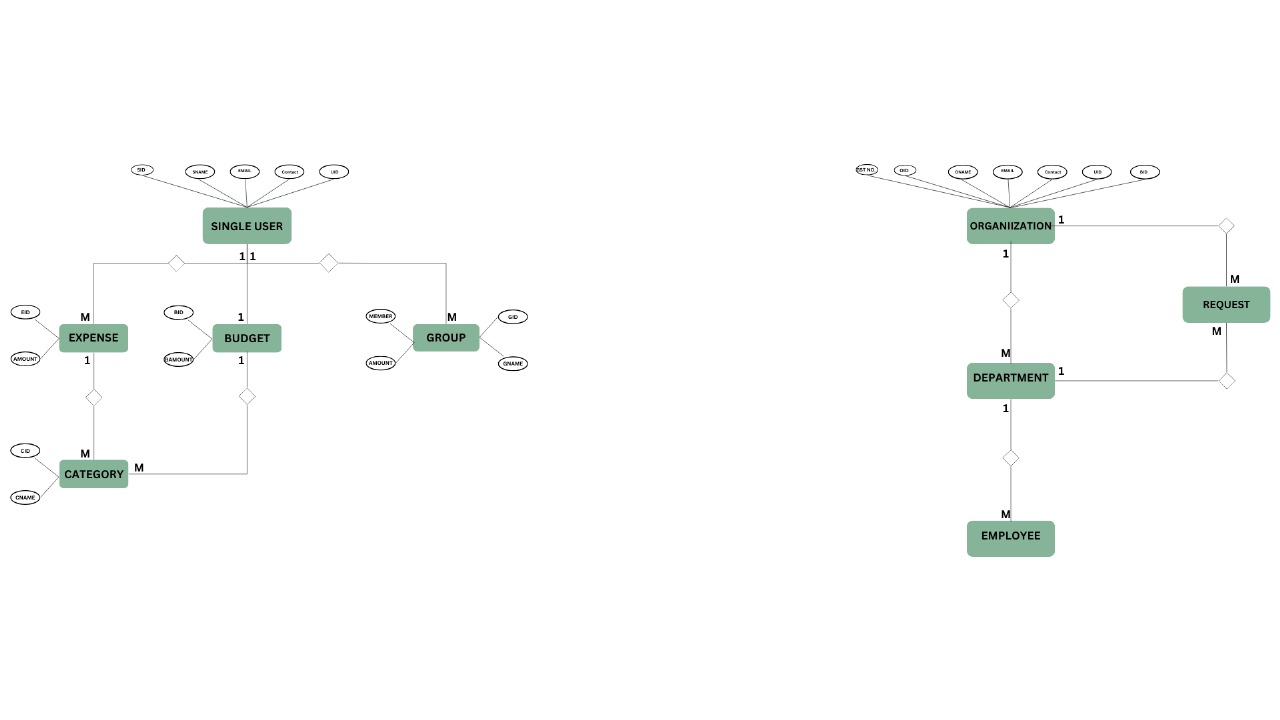 SID
SNAME
EMAIL
Contact
UID
SINGLE USER
1 1
M
1
M
EID
AMOUNT
EXPENSE
1
BID
BAMOUNT
BUDGET
1
MEMBER
AMOUNT
GROUP
GID
GNAME
CID
CNAME
M
CATEGORY
M
OID
ONAME
EMAIL
Contact
UID
BID
ORGANIIZATION
1
1
M
REQUEST
M
M
DEPARTMENT
1
1
M
EMPLOYEE